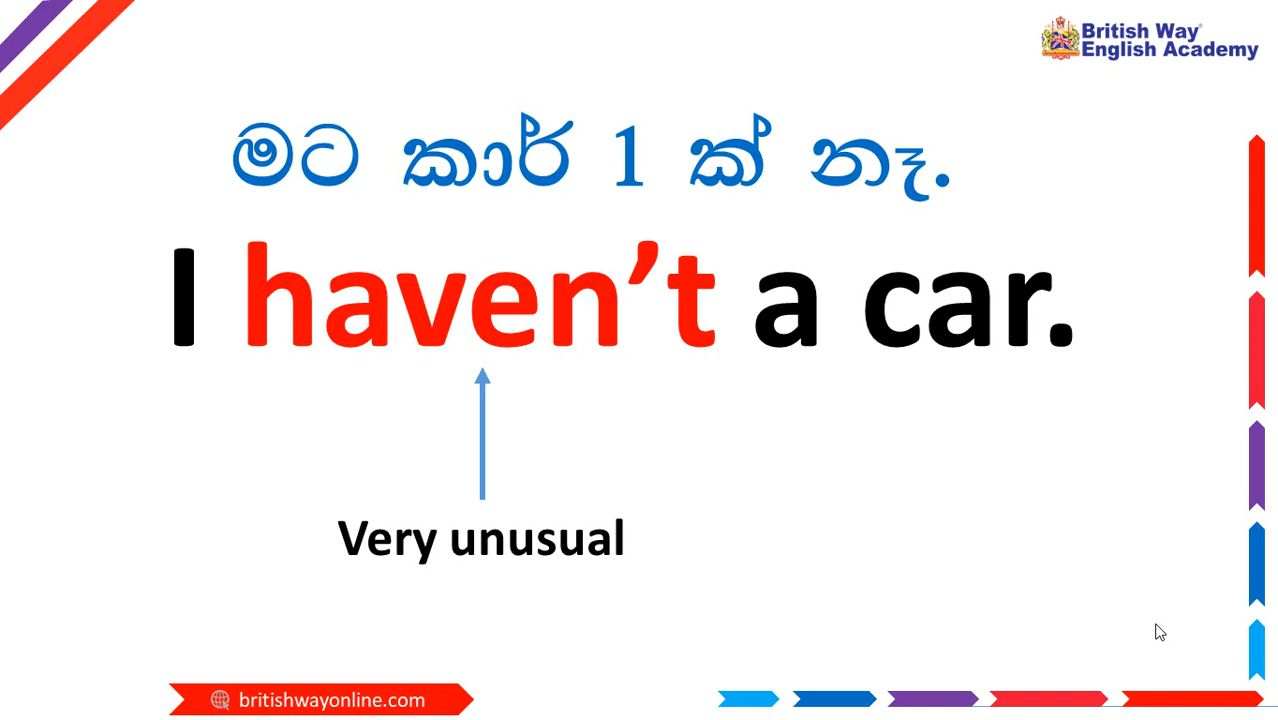 British Way®
English Academy
මට කාර් 1 ක් නෑ.
I haven’t a car.
Very unusual
britishwayonline.com